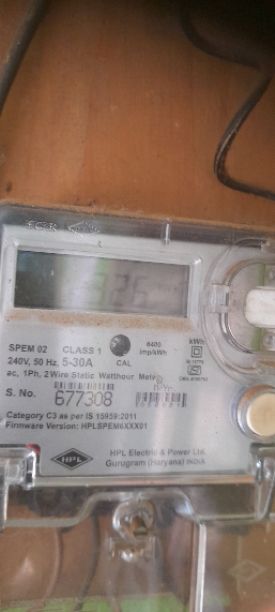 SPEM 02 CLASS 1 6400 imp/kWh kWh
240V, 50 Hz, 5-30A CAL
ac, 1Ph, 2 Wire Static Watthour Meter
S. No. 677308
Category C3 as per IS 15959:2011
Firmware Version: HPLSPEM6XXX01
HPL HPL Electric & Power Ltd.
Gurugram (Haryana) INDIA